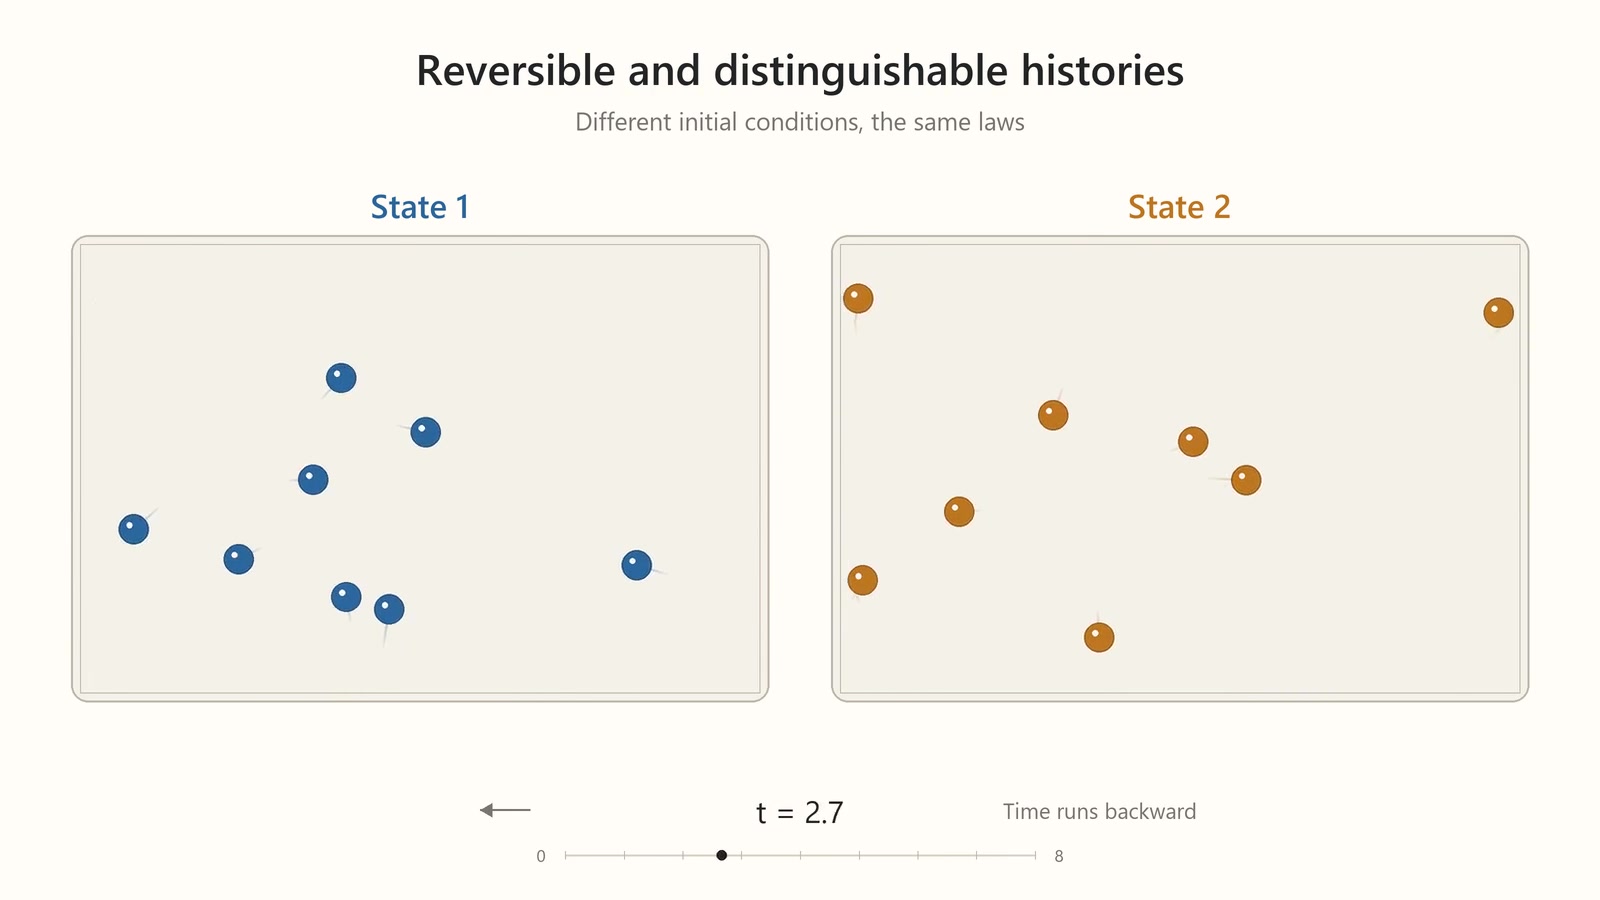 Reversible and distinguishable histories
Different initial conditions, the same laws
State 1
State 2
t = 2.7
Time runs backward
0
8